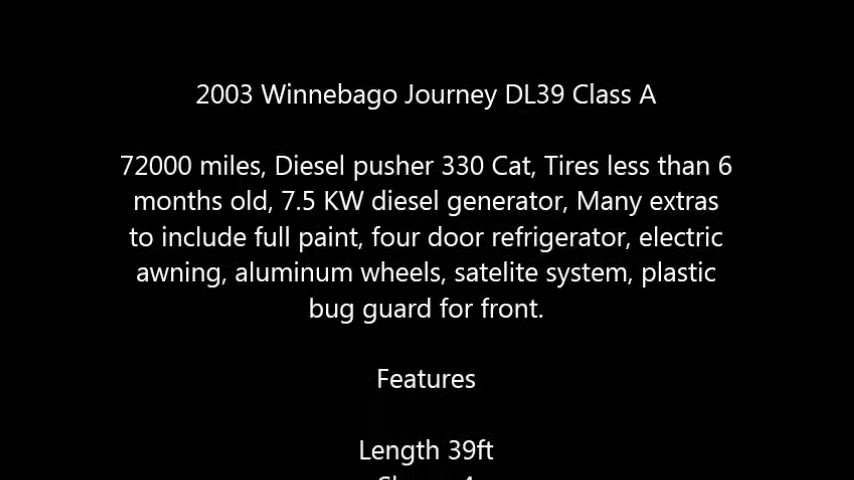 2003 Winnebago Journey DL39 Class A
72000 miles, Diesel pusher 330 Cat, Tires less than 6
months old, 7.5 KW diesel generator, Many extras
to include full paint, four door refrigerator, electric
awning, aluminum wheels, satelite system, plastic
bug guard for front.
Features
Length 39ft